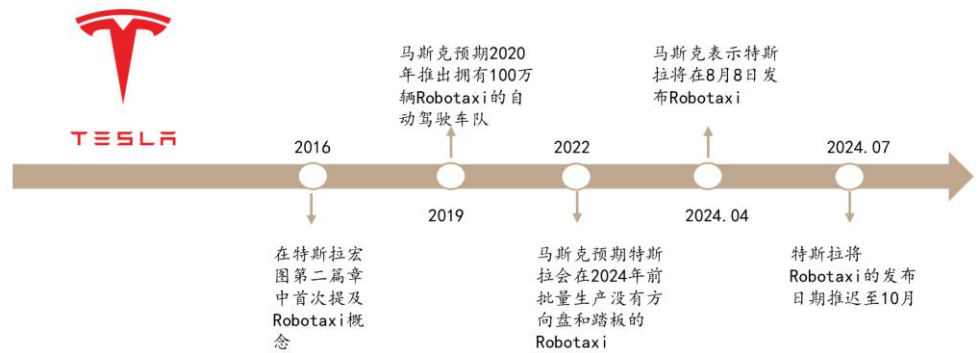 TESLA
马斯克预期2020
年推出拥有100万
辆Robotaxi的自
动驾驶车队
马斯克表示特斯
拉将在8月8日发
布Robotaxi
2016
2022
2024.07
2019
2024.04
在特斯拉宏
图第二篇章
中首次提及
Robotaxi概
念
马斯克预期特斯
拉会在2024年前
批量生产没有方
向盘和踏板的
Robotaxi
特斯拉将
Robotaxi的发布
日期推迟至10月